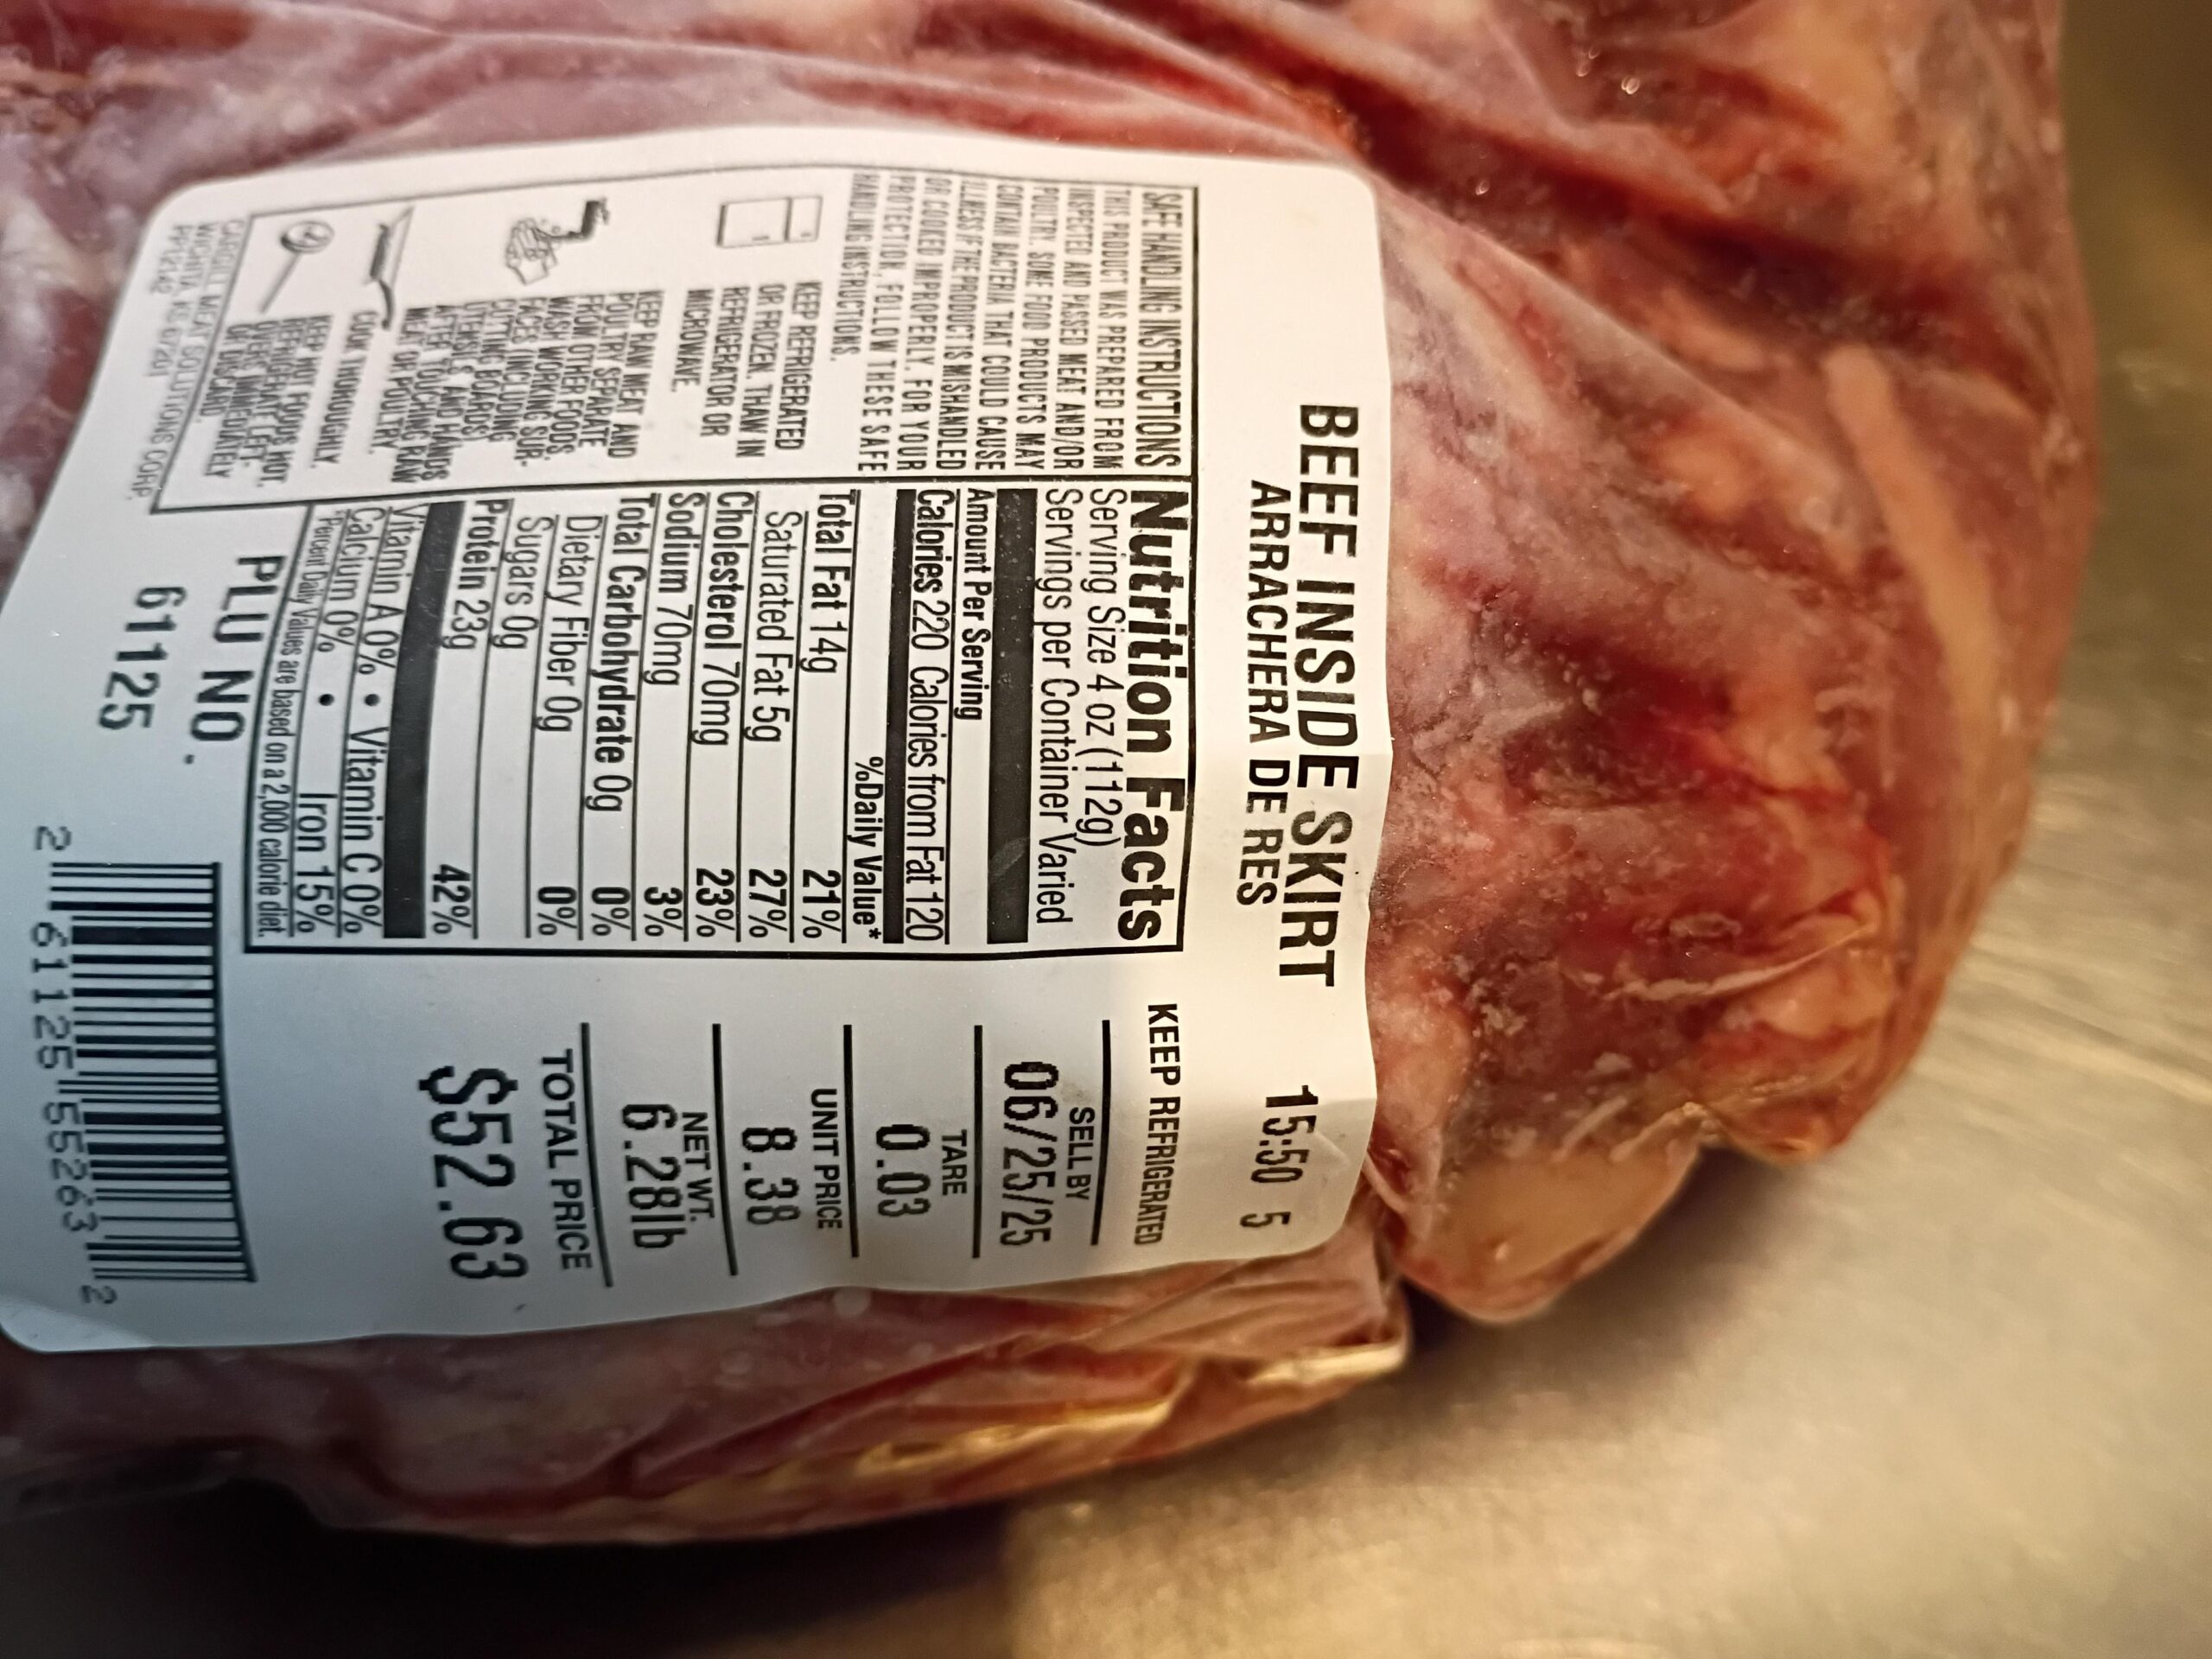 BEEF INSIDE SKIRT
ARRACHERA DE RES
15:50 5
SAFE HANDLING INSTRUCTIONS
THIS PRODUCT WAS PREPARED FROM
INSPECTED AND PASSED MEAT AND/OR
POULTRY. SOME FOOD PRODUCTS MAY
CONTAIN BACTERIA THAT COULD CAUSE
ILLNESS IF THE PRODUCT IS MISHANDLED
OR COOKED IMPROPERLY. FOR YOUR
PROTECTION, FOLLOW THESE SAFE
HANDLING INSTRUCTIONS.
KEEP REFRIGERATED
OR FROZEN. THAW IN
REFRIGERATOR OR
MICROWAVE.
KEEP RAW MEAT AND
POULTRY SEPARATE
FROM OTHER FOODS.
WASH WORKING SUR-
FACES (INCLUDING
CUTTING BOARDS)
UTENSILS, AND HANDS
AFTER TOUCHING RAW
MEAT OR POULTRY.
COOK THOROUGHLY.
KEEP HOT FOODS HOT.
REFRIGERATE LEFT-
OVERS IMMEDIATELY
OR DISCARD.
CARGILL MEAT SOLUTIONS CORP.
WICHITA, KS 67201
PP12142
Nutrition Facts
Serving Size 4 oz (112g)
Servings per Container Varied
Amount Per Serving
Calories 220 Calories from Fat 120
%Daily Value*
Total Fat 14g 21%
Saturated Fat 5g 27%
Cholesterol 70mg 23%
Sodium 70mg 3%
Total Carbohydrate 0g 0%
Dietary Fiber 0g 0%
Sugars 0g
Protein 23g 42%
Vitamin A 0% • Vitamin C 0%
Calcium 0% • Iron 15%
*Percent Daily Values are based on a 2,000 calorie diet.
KEEP REFRIGERATED
SELL BY
06/25/25
TARE
0.03
UNIT PRICE
8.38
NET WT.
6.28lb
TOTAL PRICE
$52.63
PLU NO.
61125
2 61125 55263 2